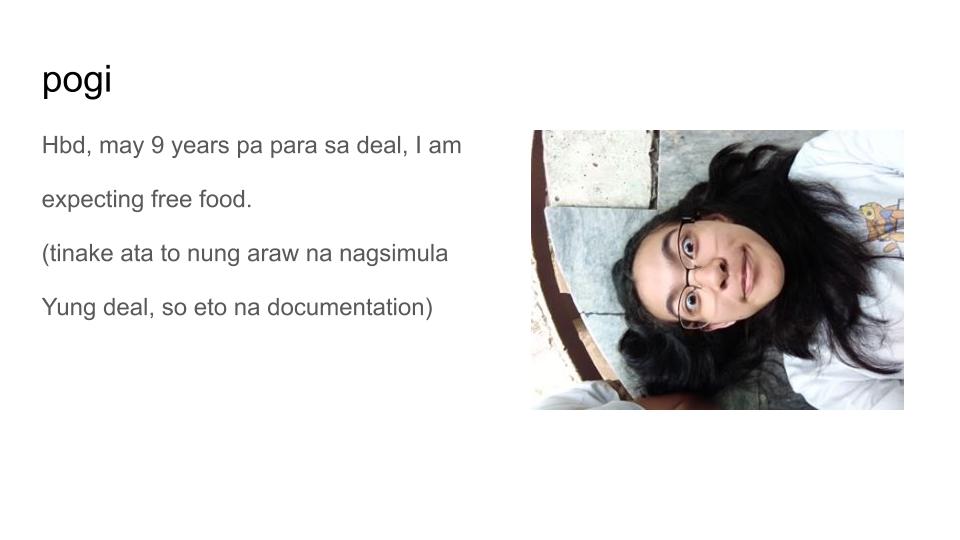 pogi
Hbd, may 9 years pa para sa deal, I am
expecting free food.
(tinake ata to nung araw na nagsimula
Yung deal, so eto na documentation)